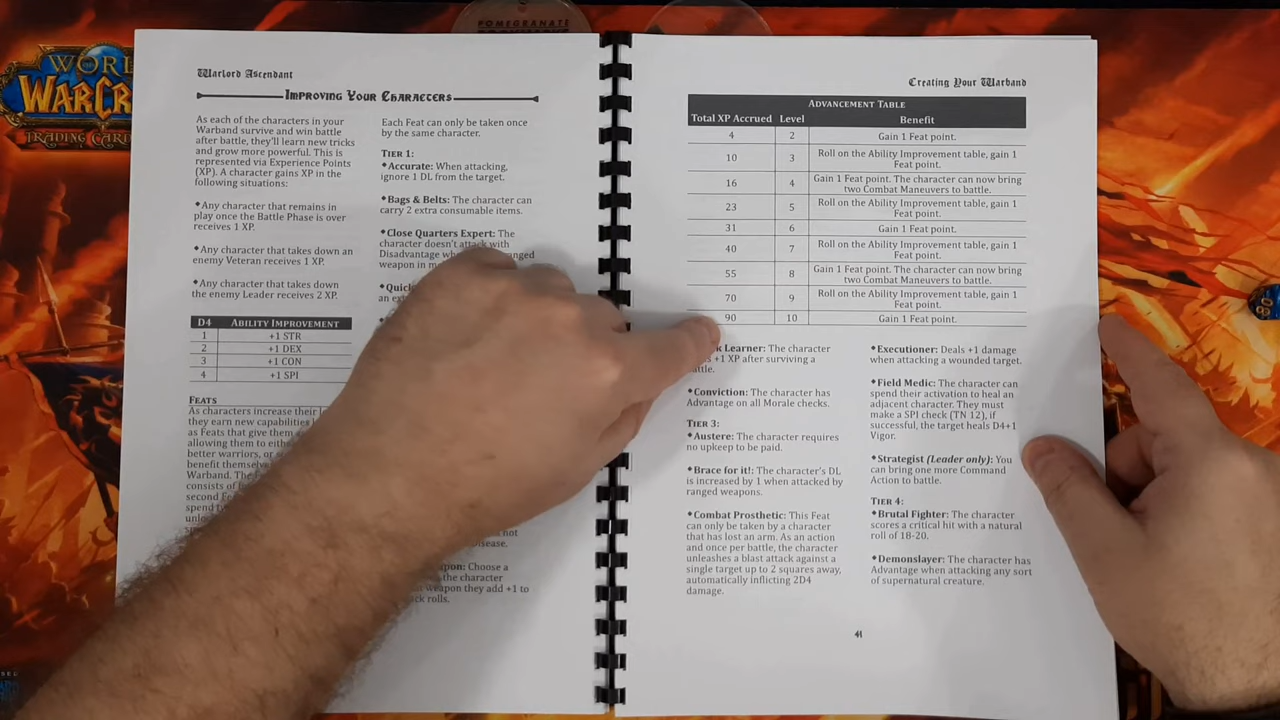 POMEGRANATE
WORL
WARCR
TRADING CARD
Warlord Ascendant
Improving Your Characters
As each of the characters in your
Warband survive and win battle
after battle, they'll learn new tricks
and grow more powerful. This is
represented via Experience Points
(XP). A character gains XP in the
following situations:
◆Any character that remains in
play once the Battle Phase is over
receives 1 XP.
◆Any character that takes down an
enemy Veteran receives 1 XP.
◆Any character that takes down
the enemy Leader receives 2 XP.
D4 Ability Improvement
1 +1 STR
2 +1 DEX
3 +1 CON
4 +1 SPI
Feats
As characters increase their
they earn new capabilities
as Feats that give them
allowing them to
better warriors, or
benefit
Warband. The
consists of
second
spend
Each Feat can only be taken once
by the same character.
Tier 1:
◆Accurate: When attacking,
ignore 1 DL from the target.
◆Bags & Belts: The character can
carry 2 extra consumable items.
◆Close Quarters Expert: The
character doesn't attack with
Disadvantage
weapon in
an
not
Choose a
the character
weapon they add +1 to
rolls.
Creating Your Warband
Advancement Table
Total XP Accrued Level Benefit
4 2 Gain 1 Feat point.
10 3 Roll on the Ability Improvement table, gain 1
Feat point.
16 4 Gain 1 Feat point. The character can now bring
two Combat Maneuvers to battle.
23 5 Roll on the Ability Improvement table, gain 1
Feat point.
31 6 Gain 1 Feat point.
40 7 Roll on the Ability Improvement table, gain 1
Feat point.
55 8 Gain 1 Feat point. The character can now bring
two Combat Maneuvers to battle.
70 9 Roll on the Ability Improvement table, gain 1
Feat point.
90 10 Gain 1 Feat point.
Learner: The character
+1 XP after surviving a
◆Conviction: The character has
Advantage on all Morale checks.
Tier 3:
◆Austere: The character requires
no upkeep to be paid.
◆Brace for it!: The character's DL
is increased by 1 when attacked by
ranged weapons.
◆Combat Prosthetic: This Feat
can only be taken by a character
that has lost an arm. As an action
and once per battle, the character
unleashes a blast attack against a
single target up to 2 squares away,
automatically inflicting 2D4
damage.
◆Executioner: Deals +1 damage
when attacking a wounded target.
◆Field Medic: The character can
spend their activation to heal an
adjacent character. They must
make a SPI check (TN 12), if
successful, the target heals D4+1
Vigor.
◆Strategist (Leader only): You
can bring one more Command
Action to battle.
Tier 4:
◆Brutal Fighter: The character
scores a critical hit with a natural
roll of 18-20.
◆Demonslayer: The character has
Advantage when attacking any sort
of supernatural creature.
41